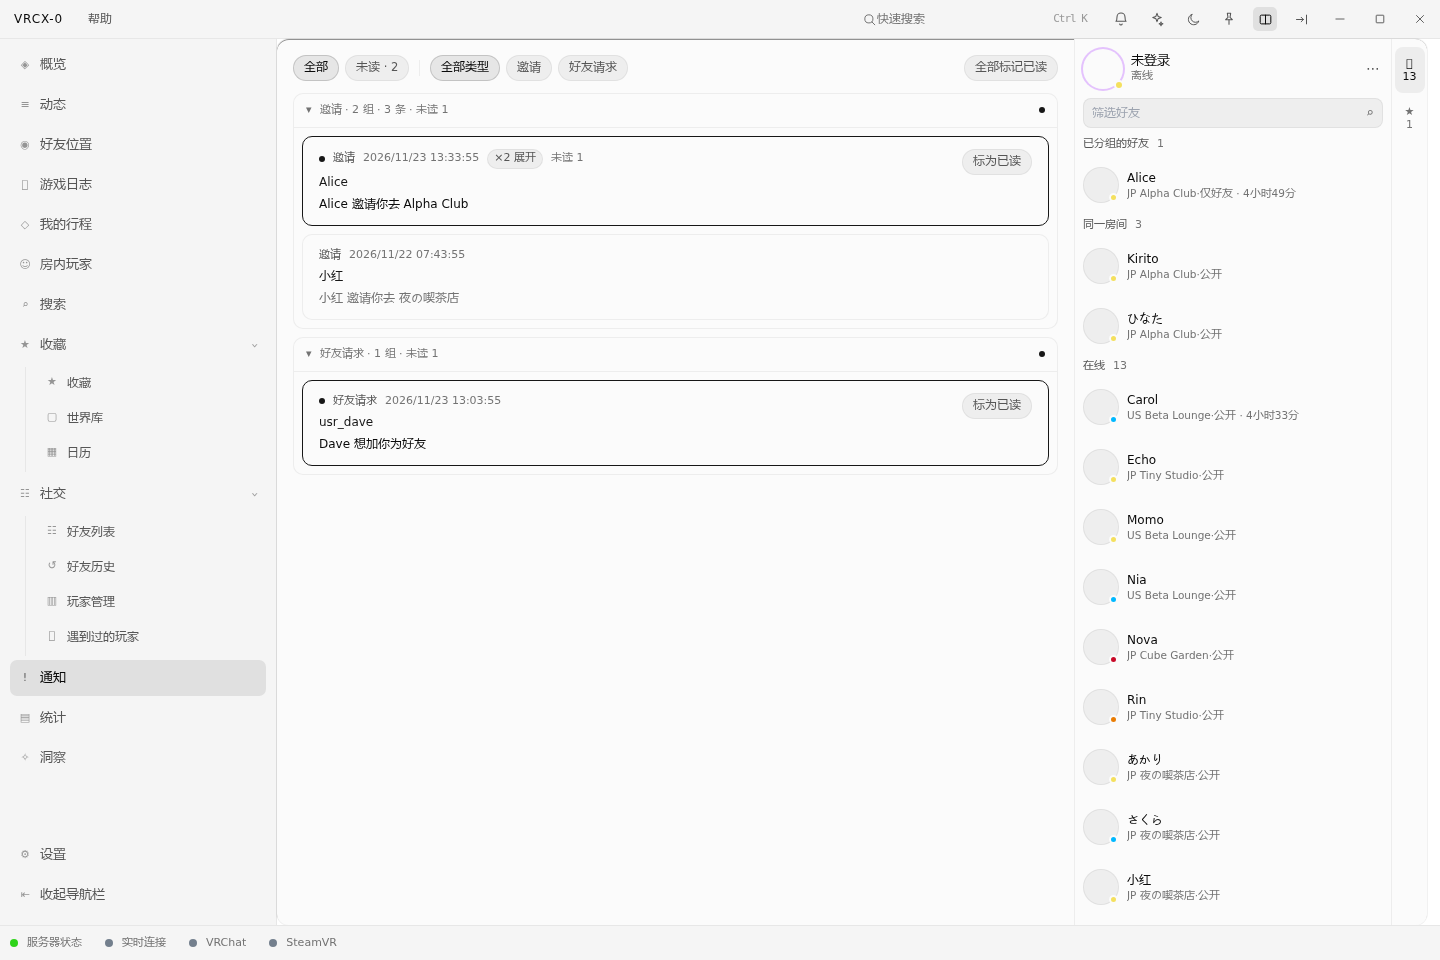 VRCX-0 帮助 快速搜索 Ctrl K
概览
动态
好友位置
游戏日志
我的行程
房内玩家
搜索
收藏
收藏
世界库
日历
社交
好友列表
好友历史
玩家管理
遇到过的玩家
通知
统计
洞察
设置
收起导航栏
全部 未读 · 2 全部类型 邀请 好友请求 全部标记已读
邀请 · 2 组 · 3 条 · 未读 1
邀请 2026/11/23 13:33:55 ×2 展开 未读 1 标为已读
Alice
Alice 邀请你去 Alpha Club
邀请 2026/11/22 07:43:55
小红
小红 邀请你去 夜の喫茶店
好友请求 · 1 组 · 未读 1
好友请求 2026/11/23 13:03:55 标为已读
usr_dave
Dave 想加你为好友
未登录
离线
筛选好友
已分组的好友 1
Alice
JP Alpha Club·仅好友 · 4小时49分
同一房间 3
Kirito
JP Alpha Club·公开
ひなた
JP Alpha Club·公开
在线 13
Carol
US Beta Lounge·公开 · 4小时33分
Echo
JP Tiny Studio·公开
Momo
US Beta Lounge·公开
Nia
US Beta Lounge·公开
Nova
JP Cube Garden·公开
Rin
JP Tiny Studio·公开
あかり
JP 夜の喫茶店·公开
さくら
JP 夜の喫茶店·公开
小红
JP 夜の喫茶店·公开
13
1
服务器状态 实时连接 VRChat SteamVR